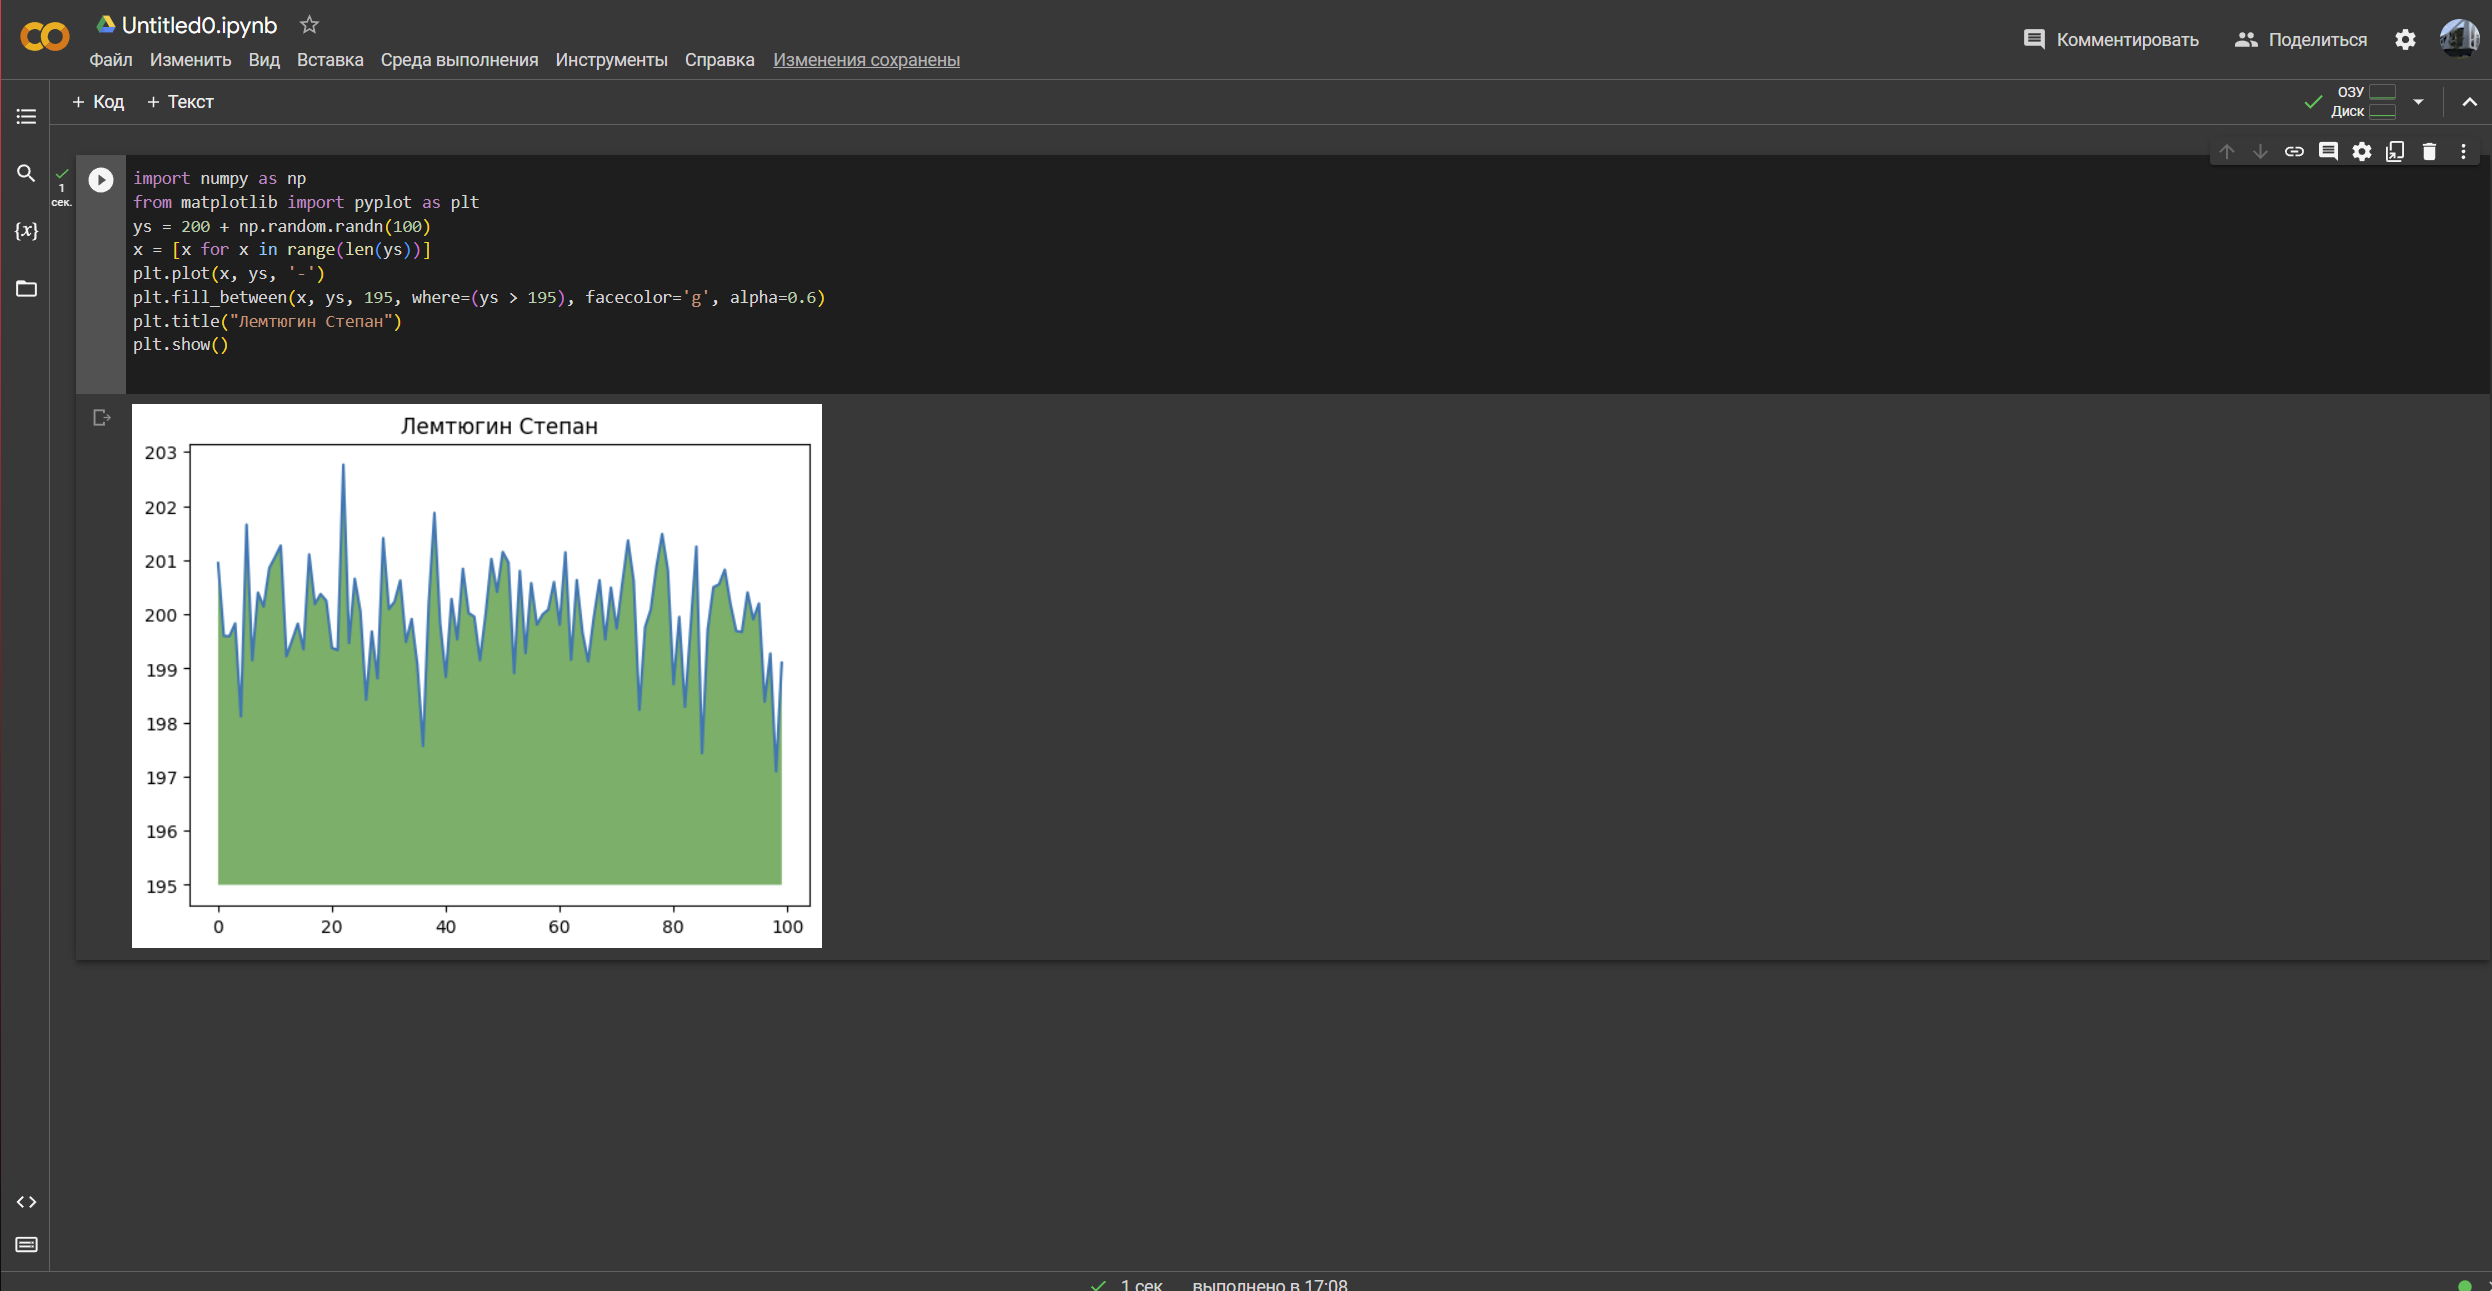 Untitled0.ipynb
Файл Изменить Вид Вставка Среда выполнения Инструменты Справка Изменения сохранены
Комментировать
Поделиться
+ Код + Текст
ОЗУ
Диск
1
сек.
{x}
import numpy as np
from matplotlib import pyplot as plt
ys = 200 + np.random.randn(100)
x = [x for x in range(len(ys))]
plt.plot(x, ys, '-')
plt.fill_between(x, ys, 195, where=(ys > 195), facecolor='g', alpha=0.6)
plt.title("Лемтюгин Степан")
plt.show()
Лемтюгин Степан
203
202
201
200
199
198
197
196
195
0 20 40 60 80 100
1 сек. выполнено в 17:08